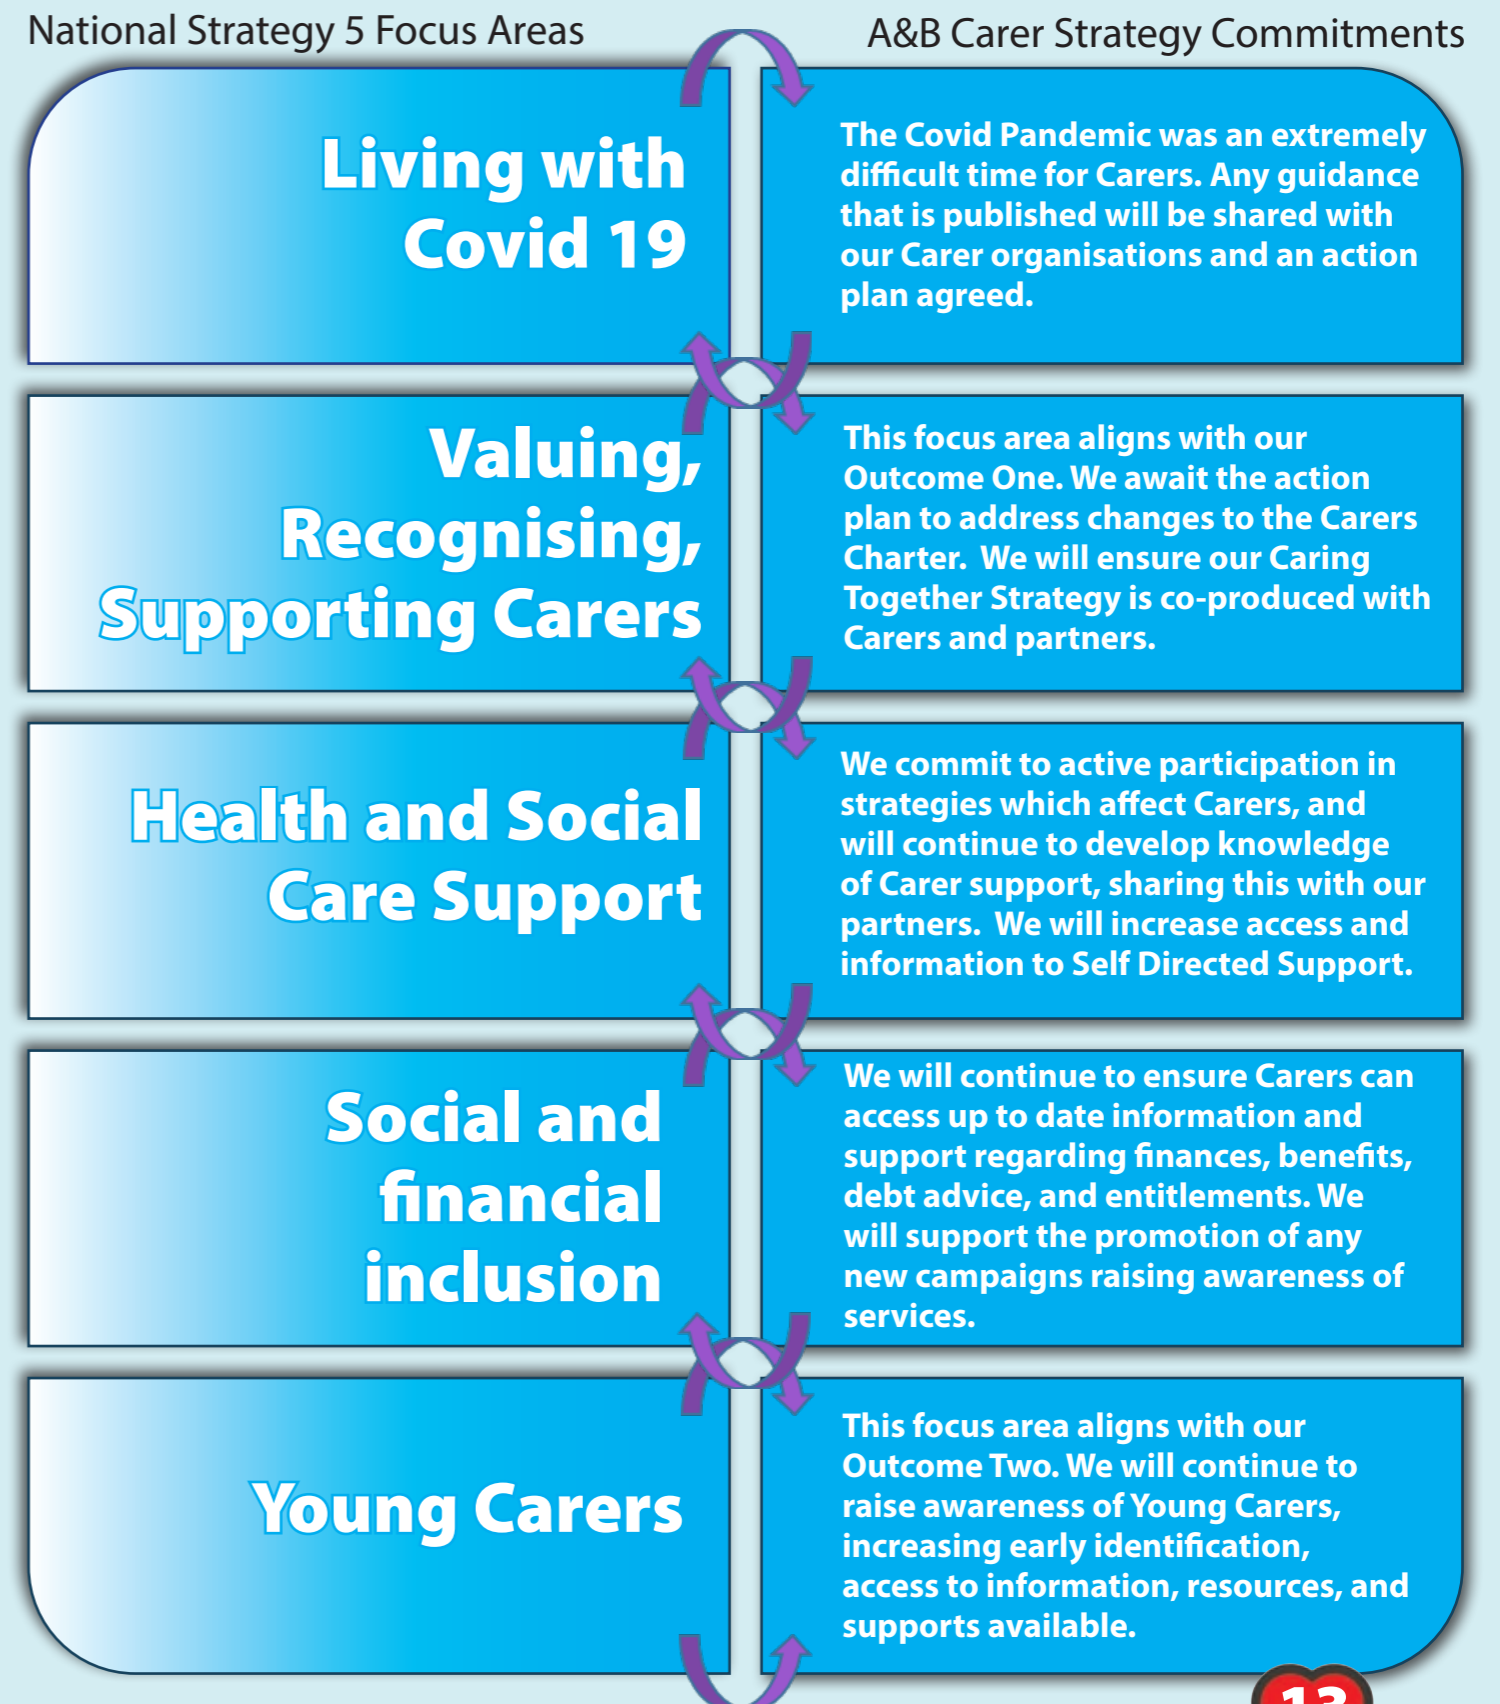 National Strategy 5 Focus Areas
A&B Carer Strategy Commitments
Living with
Covid 19
The Covid Pandemic was an extremely
difficult time for Carers. Any guidance
that is published will be shared with
our Carer organisations and an action
plan agreed.
Valuing,
Recognising,
Supporting Carers
This focus area aligns with our
Outcome One. We await the action
plan to address changes to the Carers
Charter.  We will ensure our Caring
Together Strategy is co-produced with
Carers and partners.
Health and Social
Care Support
We commit to active participation in
strategies which affect Carers, and
will continue to develop knowledge
of Carer support, sharing this with our
partners.  We will increase access and
information to Self Directed Support.
Social and
financial
inclusion
We will continue to ensure Carers can
access up to date information and
support regarding finances, benefits,
debt advice, and entitlements. We
will support the promotion of any
new campaigns raising awareness of
services.
Young Carers
This focus area aligns with our
Outcome Two. We will continue to
raise awareness of Young Carers,
increasing early identification,
access to information, resources, and
supports available.
13